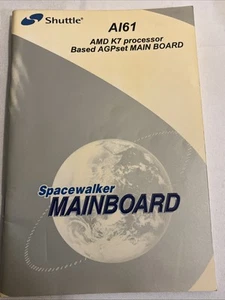 Shuttle®
AI61
AMD K7 processor
Based AGPset MAIN BOARD
Spacewalker
MAINBOARD